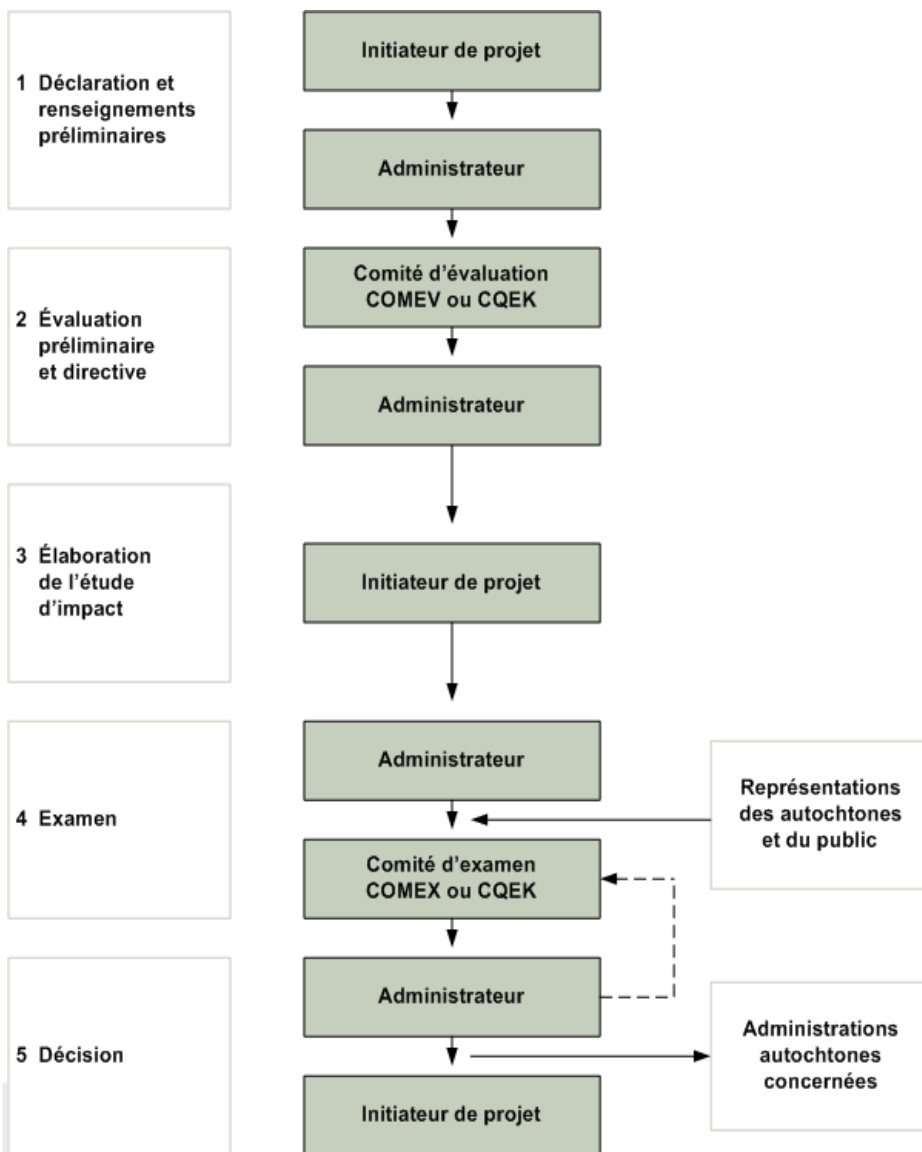 Initiateur de projet
1 Déclaration et
renseignements
préliminaires
Administrateur
Comité d'évaluation
COMEV ou CQEK
2 Évaluation
préliminaire
et directive
Administrateur
3 Élaboration
de l'étude
d'impact
Initiateur de projet
Administrateur
4 Examen
Représentations
des autochtones
et du public
Comité d'examen
COMEX ou CQEK
Administrateur
5 Décision
Administrations
autochtones
concernées
Initiateur de projet